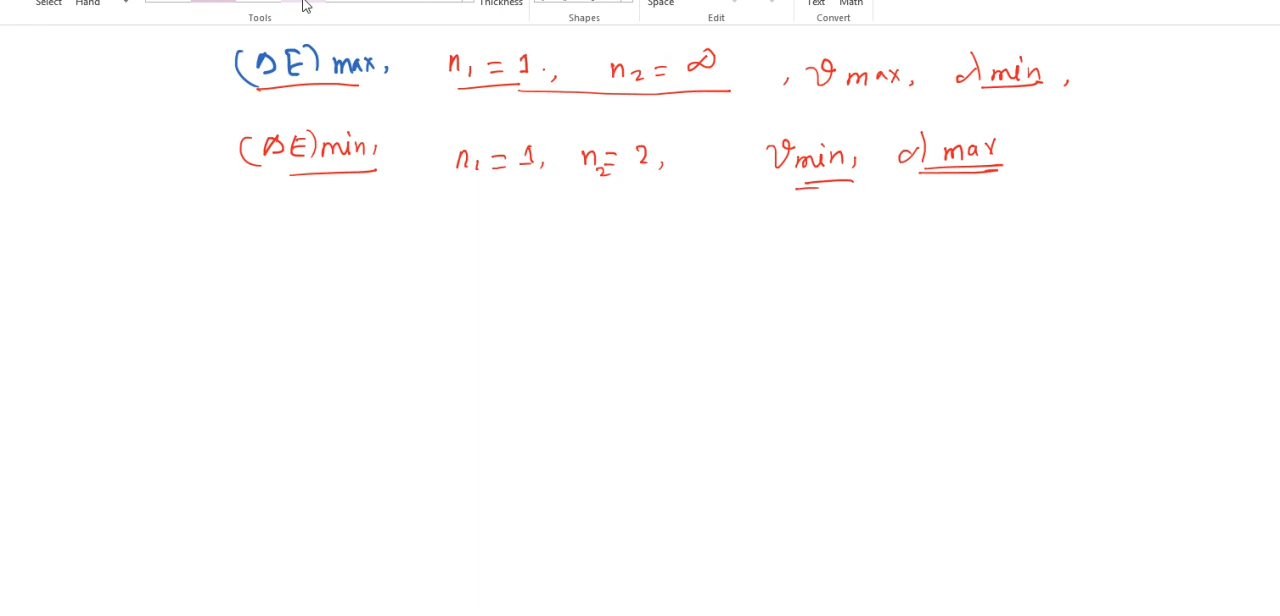 Select Hand Thickness Space Text Math
Tools Shapes Edit Convert
(ΔE) max, n₁ = 1., n₂ = ∞ , ν max, λ min,
(ΔE) min, n₁ = 1, n₂ = 2, ν min, λ max